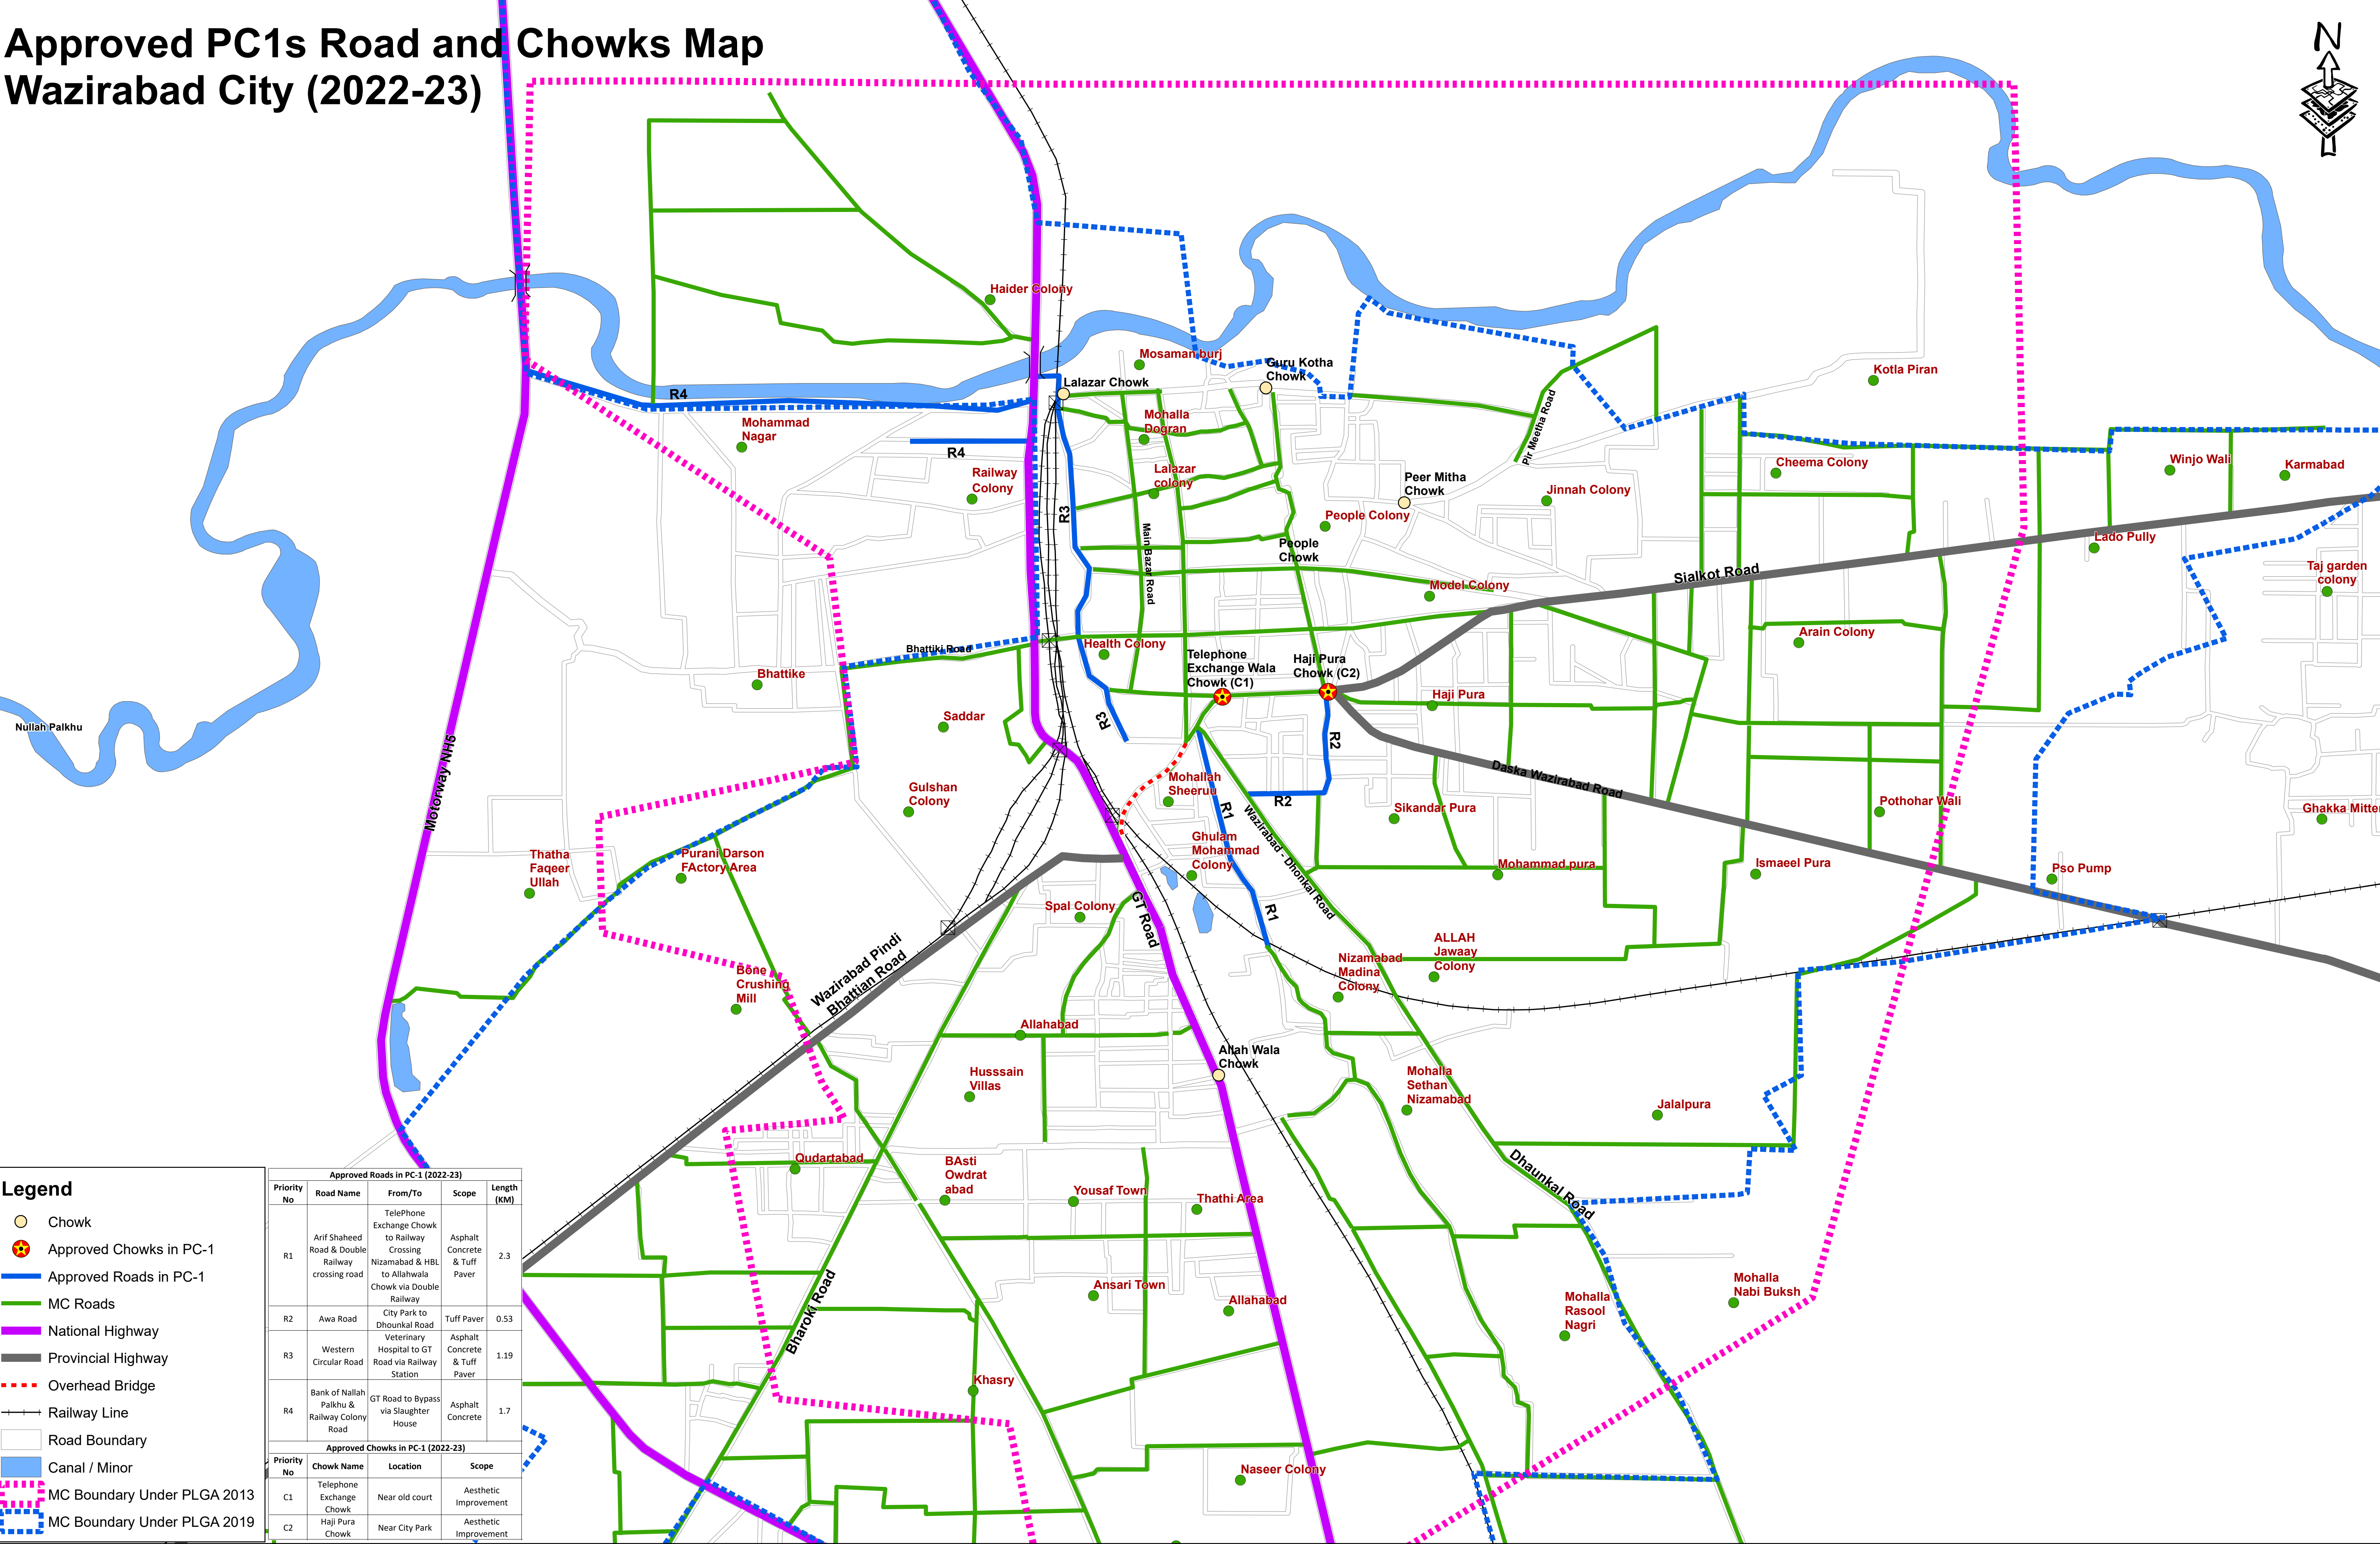 Approved PC1s Road and Chowks Map
Wazirabad City (2022-23)
N
Haider Colony
Mosaman burj
Guru Kotha
Chowk
Lalazar Chowk
Kotla Piran
R4
Mohammad
Nagar
Mohalla
Dogran
Pir Meetha Road
R4
Railway
Colony
Lalazar
colony
Peer Mitha
Chowk
Cheema Colony
Winjo Wali
Karmabad
Jinnah Colony
R3
People Colony
Main Bazar Road
People
Chowk
Lado Pully
Sialkot Road
Model Colony
Taj garden
colony
Arain Colony
Bhattiki Road
Health Colony
Telephone
Exchange Wala
Chowk (C1)
Haji Pura
Chowk (C2)
Bhattike
Haji Pura
Saddar
R3
R2
Nullah Palkhu
Motorway NH5
Daska Wazirabad Road
Mohallah
Sheeruu
Gulshan
Colony
R1
R2
Wazirabad - Dhonkal Road
Sikandar Pura
Pothohar Wali
Ghakka Mitter
Ghulam
Mohammad
Colony
Thatha
Faqeer
Ullah
Purani Darson
FActory Area
Mohammad pura
Ismaeel Pura
Pso Pump
Spal Colony
GT Road
R1
Wazirabad Pindi
Bhattian Road
Bone
Crushing
Mill
Nizamabad
Madina
Colony
ALLAH
Jawaay
Colony
Allahabad
Allah Wala
Chowk
Husssain
Villas
Mohalla
Sethan
Nizamabad
Jalalpura
Qudartabad
BAsti
Owdrat
abad
Yousaf Town
Thathi Area
Dhaunkal Road
Bharoki Road
Ansari Town
Allahabad
Mohalla
Nabi Buksh
Mohalla
Rasool
Nagri
Khasry
Naseer Colony
Legend
Chowk
Approved Chowks in PC-1
Approved Roads in PC-1
MC Roads
National Highway
Provincial Highway
Overhead Bridge
Railway Line
Road Boundary
Canal / Minor
MC Boundary Under PLGA 2013
MC Boundary Under PLGA 2019
Approved Roads in PC-1 (2022-23)
Priority No Road Name From/To Scope Length (KM)
R1 Arif Shaheed Road & Double Railway crossing road TelePhone Exchange Chowk to Railway Crossing Nizamabad & HBL to Allahwala Chowk via Double Railway Asphalt Concrete & Tuff Paver 2.3
R2 Awa Road City Park to Dhounkal Road Tuff Paver 0.53
R3 Western Circular Road Veterinary Hospital to GT Road via Railway Station Asphalt Concrete & Tuff Paver 1.19
R4 Bank of Nallah Palkhu & Railway Colony Road GT Road to Bypass via Slaughter House Asphalt Concrete 1.7
Approved Chowks in PC-1 (2022-23)
Priority No Chowk Name Location Scope
C1 Telephone Exchange Chowk Near old court Aesthetic Improvement
C2 Haji Pura Chowk Near City Park Aesthetic Improvement